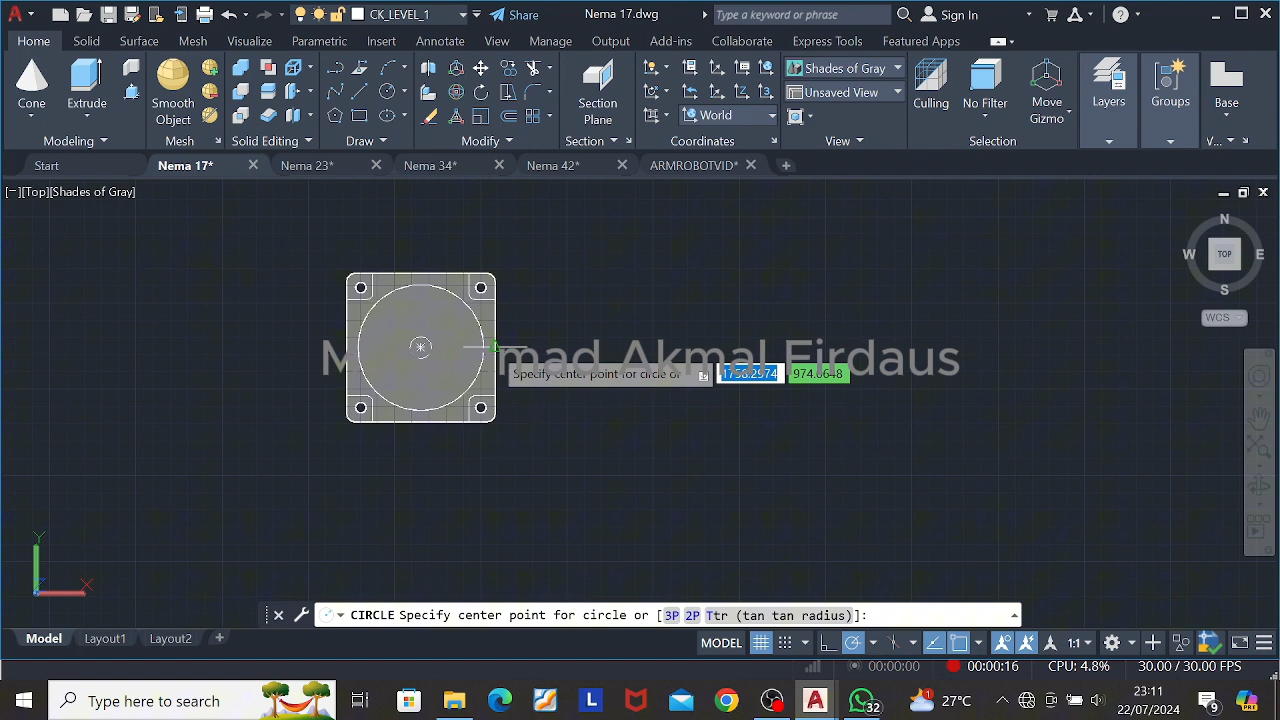 Share
CK_LEVEL_1
Nema 17.dwg
Type a keyword or phrase
Sign In
Home
Solid
Surface
Mesh
Visualize
Parametric
Insert
Annotate
View
Manage
Output
Add-ins
Collaborate
Express Tools
Featured Apps
Cone
Extrude
Smooth Object
Section Plane
World
Shades of Gray
Unsaved View
Culling
No Filter
Move Gizmo
Layers
Groups
Base
Modeling
Mesh
Solid Editing
Draw
Modify
Section
Coordinates
View
Selection
V...
Start
Nema 17*
Nema 23*
Nema 34*
Nema 42*
ARMROBOTVID*
[−][Top][Shades of Gray]
N
W
TOP
E
S
WCS
Akmal Firdaus
Specify center point for circle or
974.0648
Y
X
CIRCLE Specify center point for circle or [3P 2P Ttr (tan tan radius)]:
Model
Layout1
Layout2
MODEL
1:1
00:00:00
00:00:16
CPU: 4.8%
30.00 / 30.00 FPS
Type here to search
32
1
27°C
23:11
22/07/2024
9